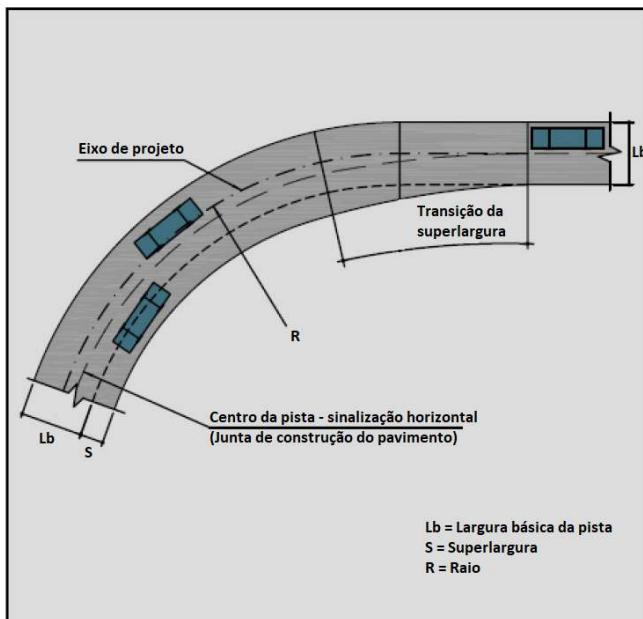 Eixo de projeto
Lb
Transição da
superlargura
R
Centro da pista - sinalização horizontal
(Junta de construção do pavimento)
Lb
S
Lb = Largura básica da pista
S = Superlargura
R = Raio